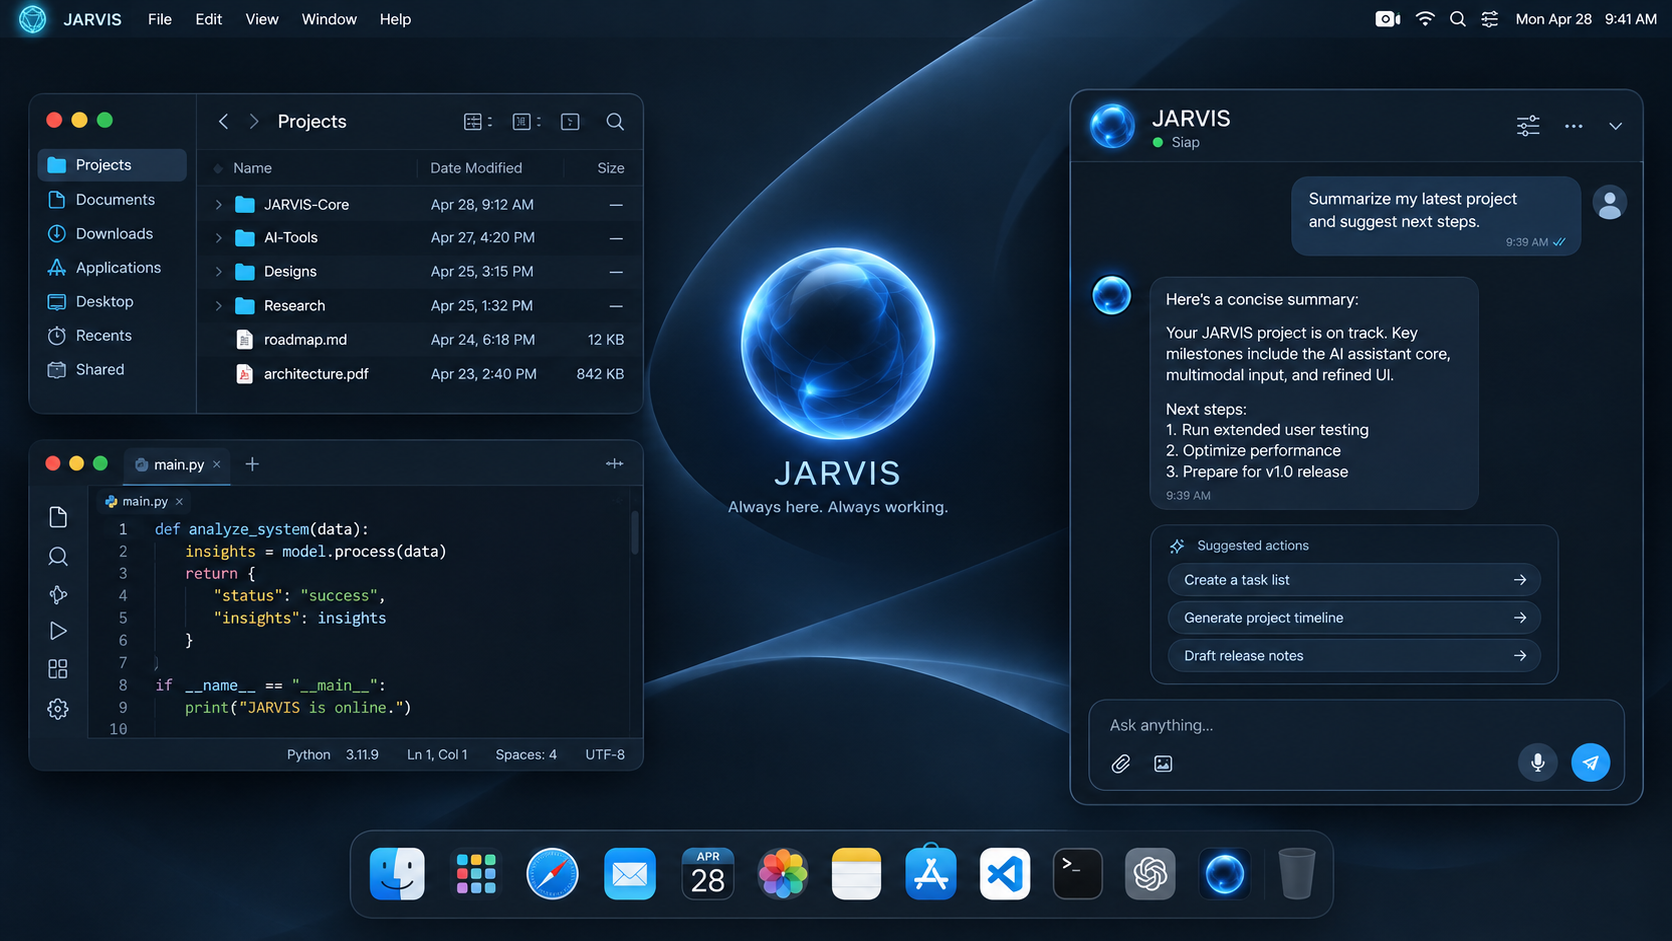 JARVIS File Edit View Window Help
Mon Apr 28 9:41 AM
Projects
Documents
Downloads
Applications
Desktop
Recents
Shared
Projects
Name Date Modified Size
JARVIS-Core Apr 28, 9:12 AM —
AI-Tools Apr 27, 4:20 PM —
Designs Apr 25, 3:15 PM —
Research Apr 25, 1:32 PM —
roadmap.md Apr 24, 6:18 PM 12 KB
architecture.pdf Apr 23, 2:40 PM 842 KB
main.py
main.py
1 def analyze_system(data):
2 insights = model.process(data)
3 return {
4 "status": "success",
5 "insights": insights
6 }
7
8 if __name__ == "__main__":
9 print("JARVIS is online.")
10
Python 3.11.9 Ln 1, Col 1 Spaces: 4 UTF-8
JARVIS
Always here. Always working.
JARVIS
Siap
Summarize my latest project
and suggest next steps.
9:39 AM
Here's a concise summary:
Your JARVIS project is on track. Key
milestones include the AI assistant core,
multimodal input, and refined UI.
Next steps:
1. Run extended user testing
2. Optimize performance
3. Prepare for v1.0 release
9:39 AM
Suggested actions
Create a task list
Generate project timeline
Draft release notes
Ask anything...
APR
28
>_